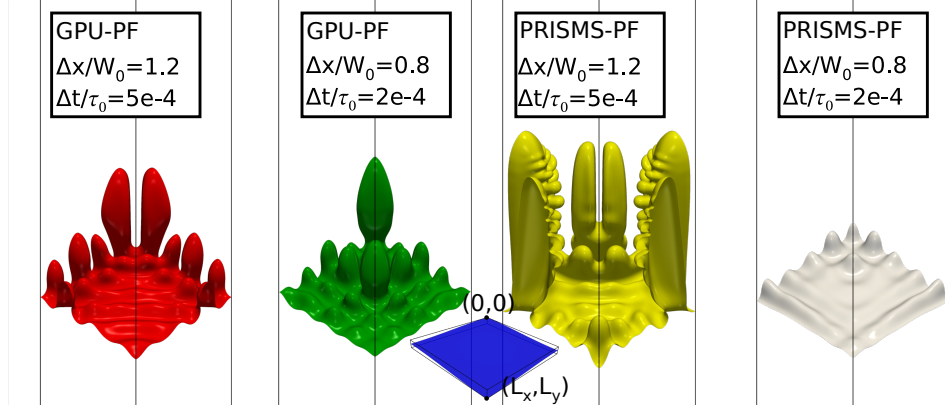 GPU-PF
Δx/W₀=1.2
Δt/τ₀=5e-4
GPU-PF
Δx/W₀=0.8
Δt/τ₀=2e-4
PRISMS-PF
Δx/W₀=1.2
Δt/τ₀=5e-4
PRISMS-PF
Δx/W₀=0.8
Δt/τ₀=2e-4
(0,0)
(Lₓ,Lᵧ)